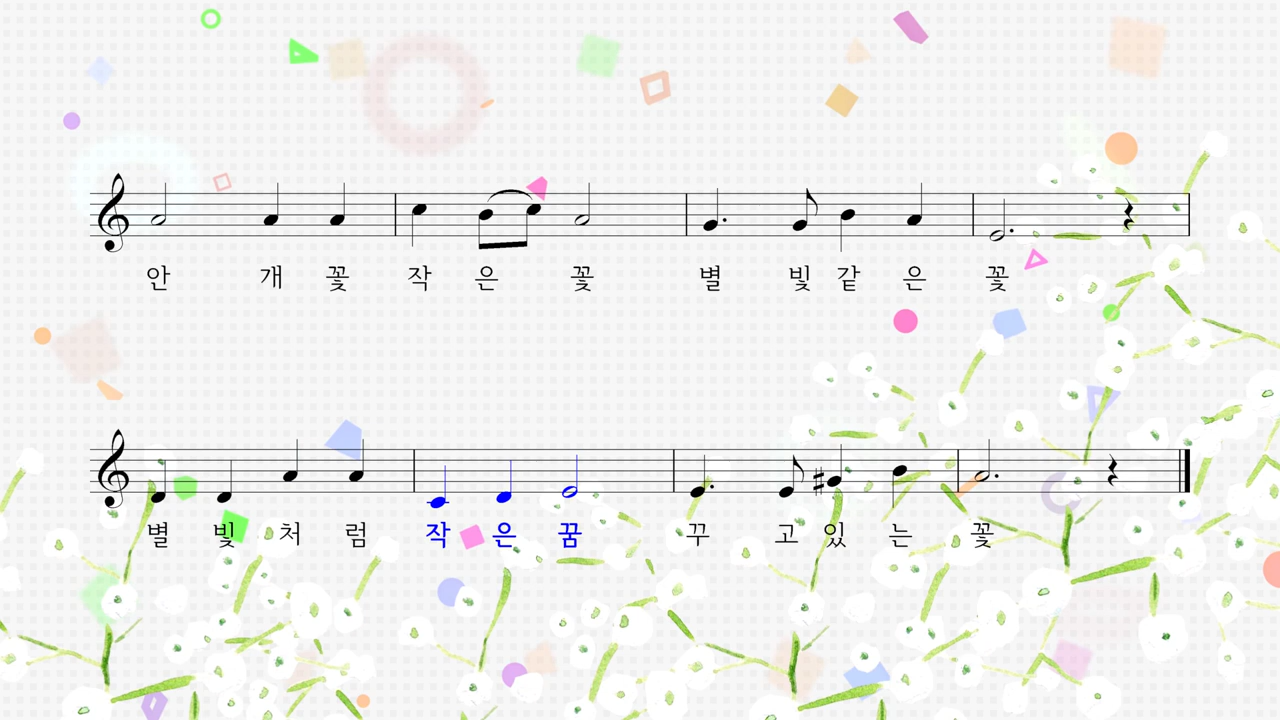 안 개 꽃 작 은 꽃 별 빛 같 은 꽃
별 빛 처 럼 작 은 꿈 꾸 고 있 는 꽃